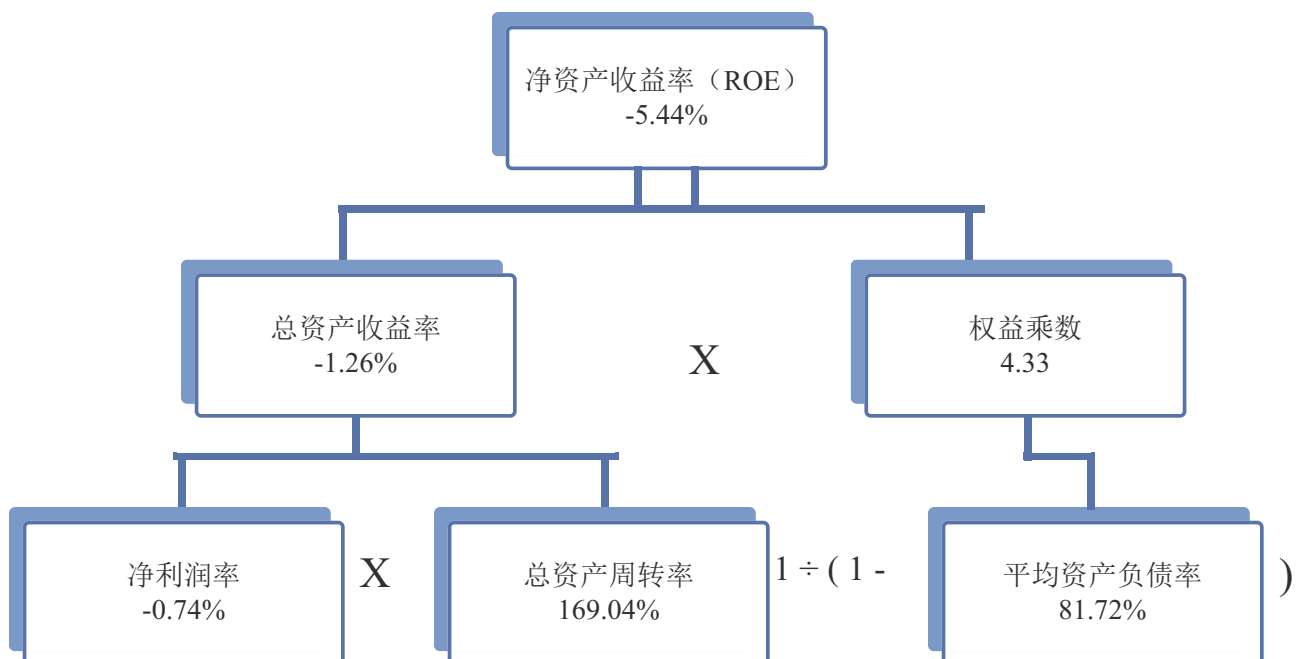 净资产收益率（ROE）
-5.44%
总资产收益率
-1.26%
X
权益乘数
4.33
净利润率
-0.74%
X
总资产周转率
169.04%
1 ÷ ( 1 -
平均资产负债率
81.72%
)